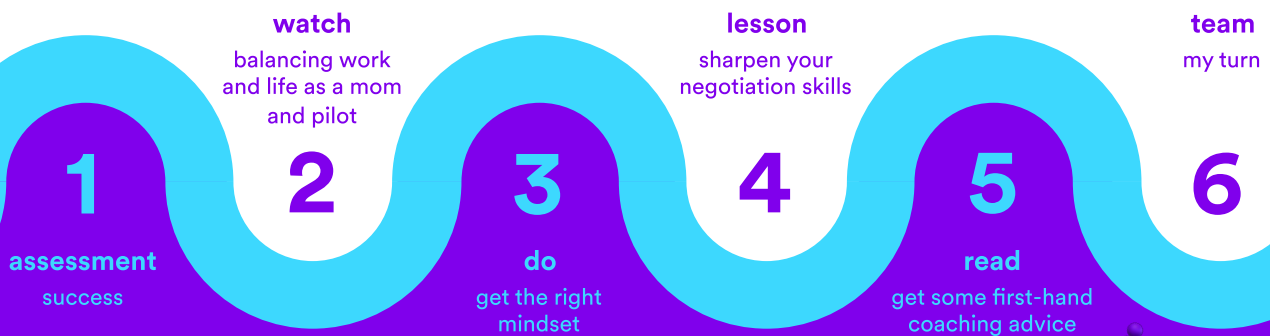 1
assessment
success
watch
balancing work
and life as a mom
and pilot
2
3
do
get the right
mindset
lesson
sharpen your
negotiation skills
4
5
read
get some first-hand
coaching advice
team
my turn
6